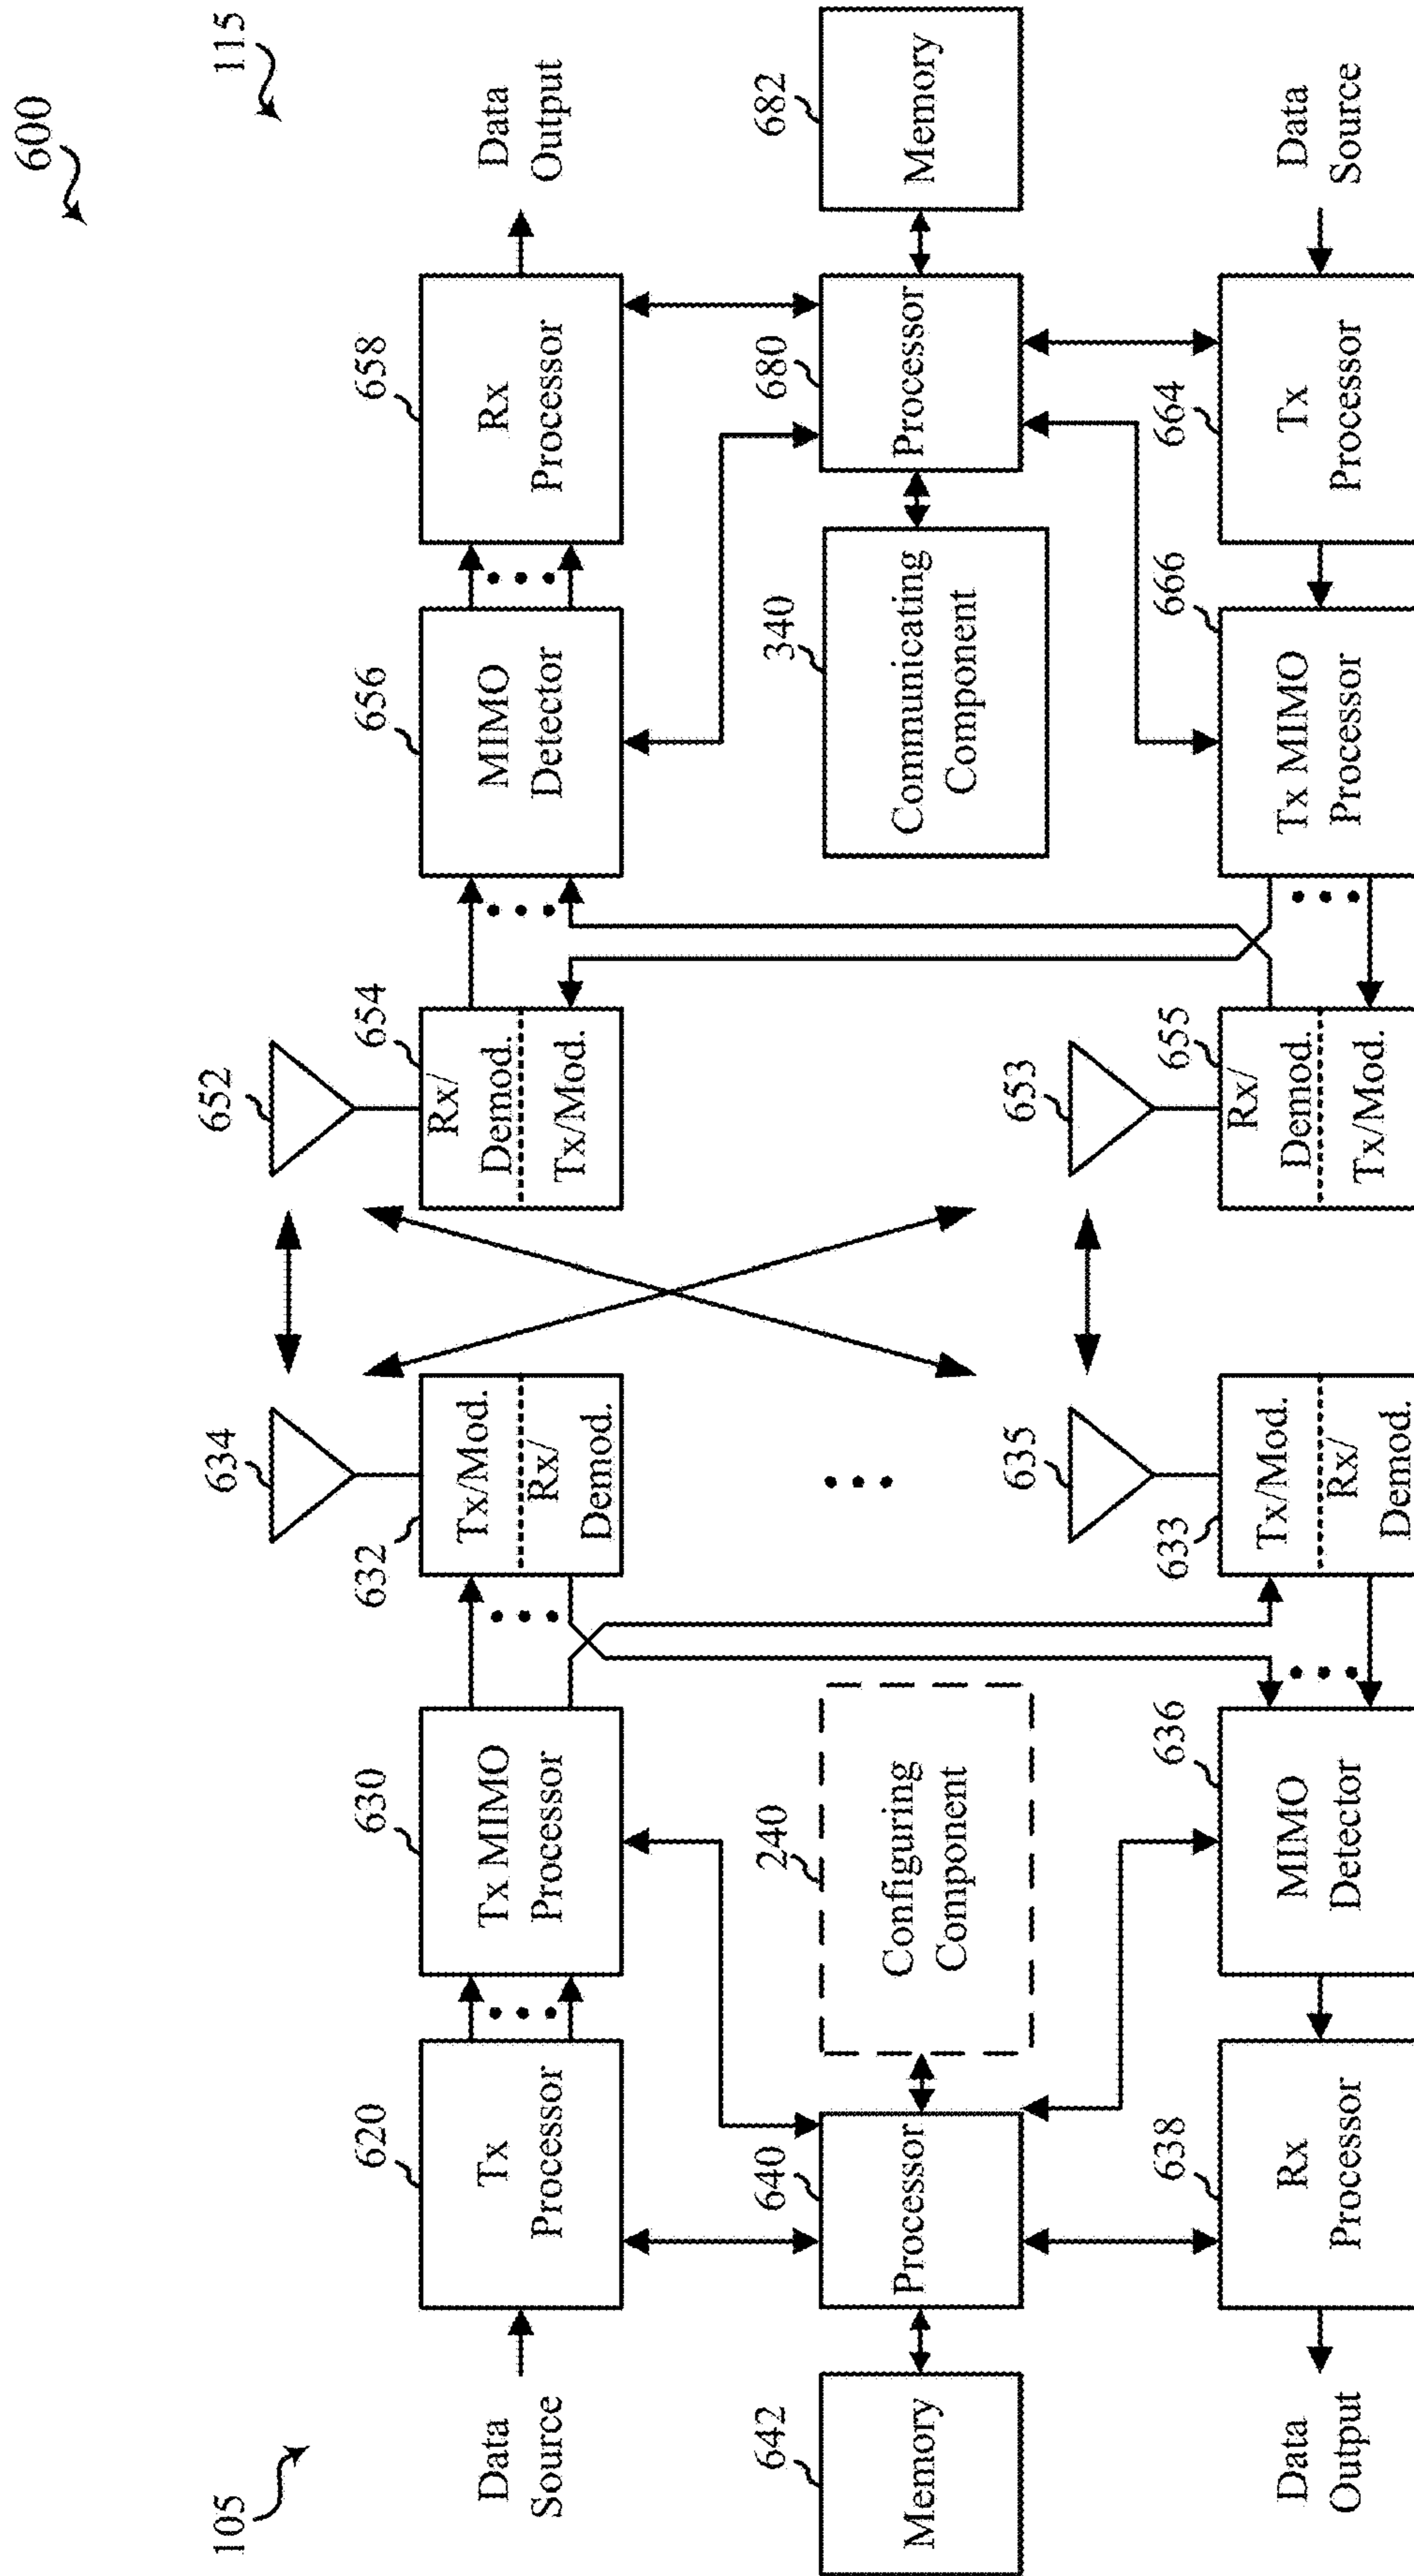 600
105
115
634
652
620
630
632
654
656
658
Data
Source
Tx
Processor
Tx MIMO
Processor
Tx/Mod.
Rx/
Demod.
Rx/
Demod.
Tx/Mod.
MIMO
Detector
Rx
Processor
Data
Output
642
640
240
340
680
682
Memory
Processor
Configuring
Component
Communicating
Component
Processor
Memory
635
653
638
636
633
655
666
664
Data
Output
Rx
Processor
MIMO
Detector
Tx/Mod.
Rx/
Demod.
Rx/
Demod.
Tx/Mod.
Tx MIMO
Processor
Tx
Processor
Data
Source